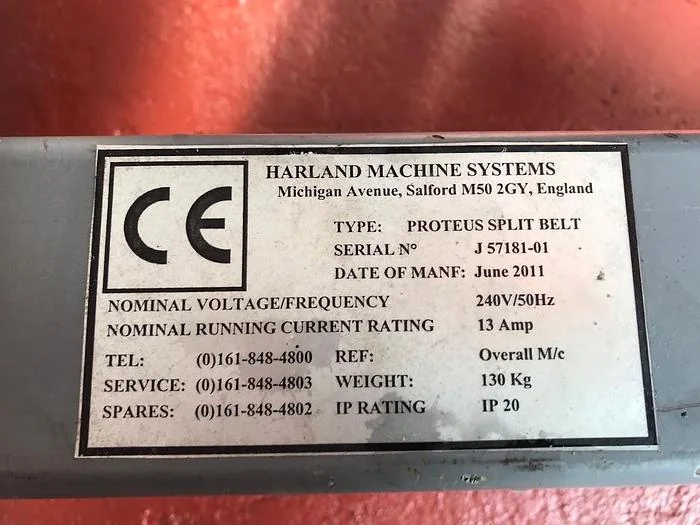 CE
HARLAND MACHINE SYSTEMS
Michigan Avenue, Salford M50 2GY, England
TYPE: PROTEUS SPLIT BELT
SERIAL N° J 57181-01
DATE OF MANF: June 2011
NOMINAL VOLTAGE/FREQUENCY 240V/50Hz
NOMINAL RUNNING CURRENT RATING 13 Amp
TEL: (0)161-848-4800 REF: Overall M/c
SERVICE: (0)161-848-4803 WEIGHT: 130 Kg
SPARES: (0)161-848-4802 IP RATING IP 20